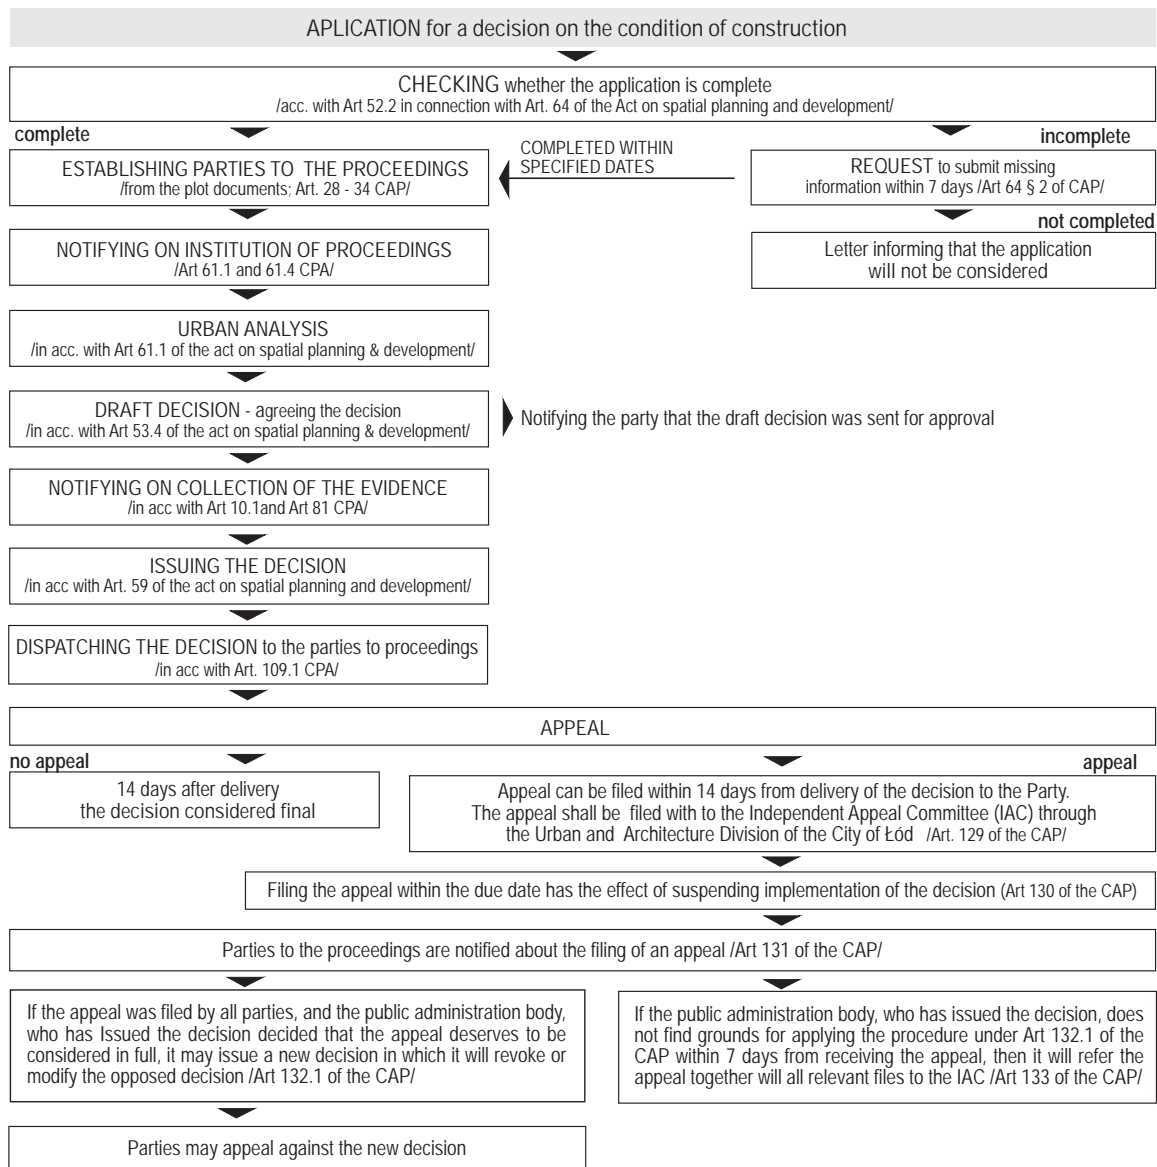 APLICATION for a decision on the condition of construction
CHECKING whether the application is complete
/acc. with Art 52.2 in connection with Art. 64 of the Act on spatial planning and development/
complete
incomplete
ESTABLISHING PARTIES TO THE PROCEEDINGS
/from the plot documents; Art. 28 - 34 CAP/
COMPLETED WITHIN
SPECIFIED DATES
REQUEST to submit missing
information within 7 days /Art 64 § 2 of CAP/
not completed
Letter informing that the application
will not be considered
NOTIFYING ON INSTITUTION OF PROCEEDINGS
/Art 61.1 and 61.4 CPA/
URBAN ANALYSIS
/in acc. with Art 61.1 of the act on spatial planning & development/
DRAFT DECISION - agreeing the decision
/in acc. with Art 53.4 of the act on spatial planning & development/
Notifying the party that the draft decision was sent for approval
NOTIFYING ON COLLECTION OF THE EVIDENCE
/in acc with Art 10.1and Art 81 CPA/
ISSUING THE DECISION
/in acc with Art. 59 of the act on spatial planning and development/
DISPATCHING THE DECISION to the parties to proceedings
/in acc with Art. 109.1 CPA/
APPEAL
no appeal
appeal
14 days after delivery
the decision considered final
Appeal can be filed within 14 days from delivery of the decision to the Party.
The appeal shall be filed with to the Independent Appeal Committee (IAC) through
the Urban and Architecture Division of the City of Łód /Art. 129 of the CAP/
Filing the appeal within the due date has the effect of suspending implementation of the decision (Art 130 of the CAP)
Parties to the proceedings are notified about the filing of an appeal /Art 131 of the CAP/
If the appeal was filed by all parties, and the public administration body,
who has Issued the decision decided that the appeal deserves to be
considered in full, it may issue a new decision in which it will revoke or
modify the opposed decision /Art 132.1 of the CAP/
If the public administration body, who has issued the decision, does
not find grounds for applying the procedure under Art 132.1 of the
CAP within 7 days from receiving the appeal, then it will refer the
appeal together will all relevant files to the IAC /Art 133 of the CAP/
Parties may appeal against the new decision